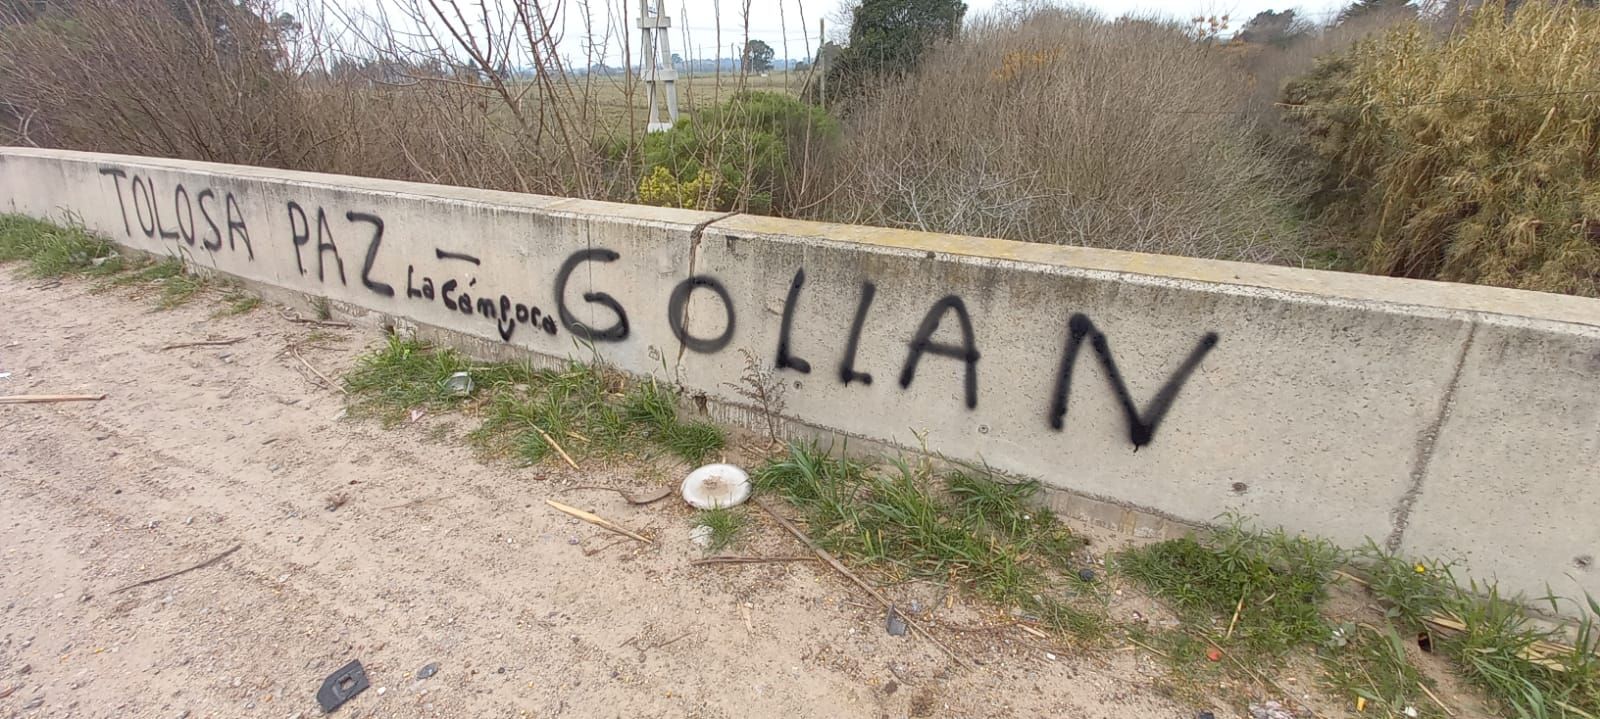 TOLOSA PAZ - La Cámpora GOLLAN